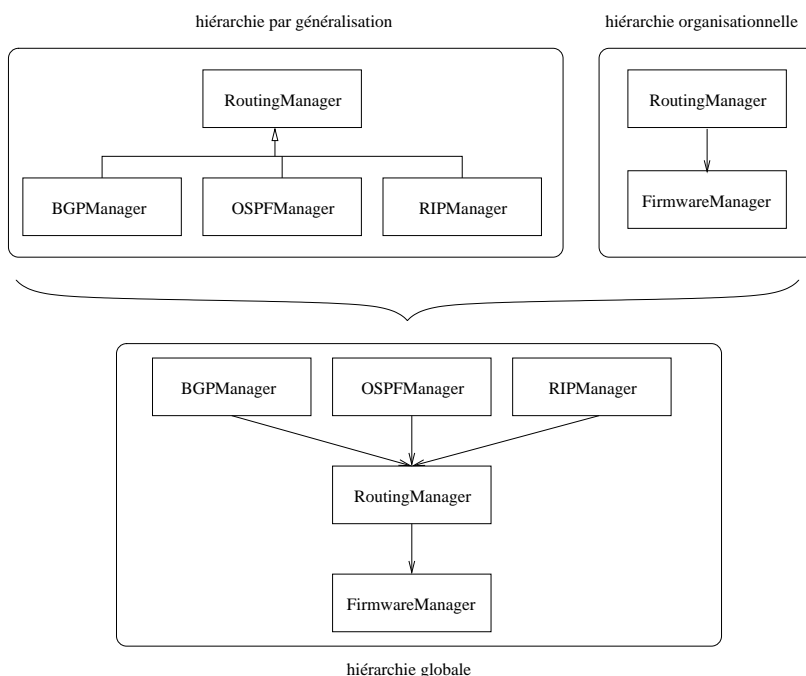 hiérarchie par généralisation
hiérarchie organisationnelle
RoutingManager
BGPManager
OSPFManager
RIPManager
RoutingManager
FirmwareManager
BGPManager
OSPFManager
RIPManager
RoutingManager
FirmwareManager
hiérarchie globale